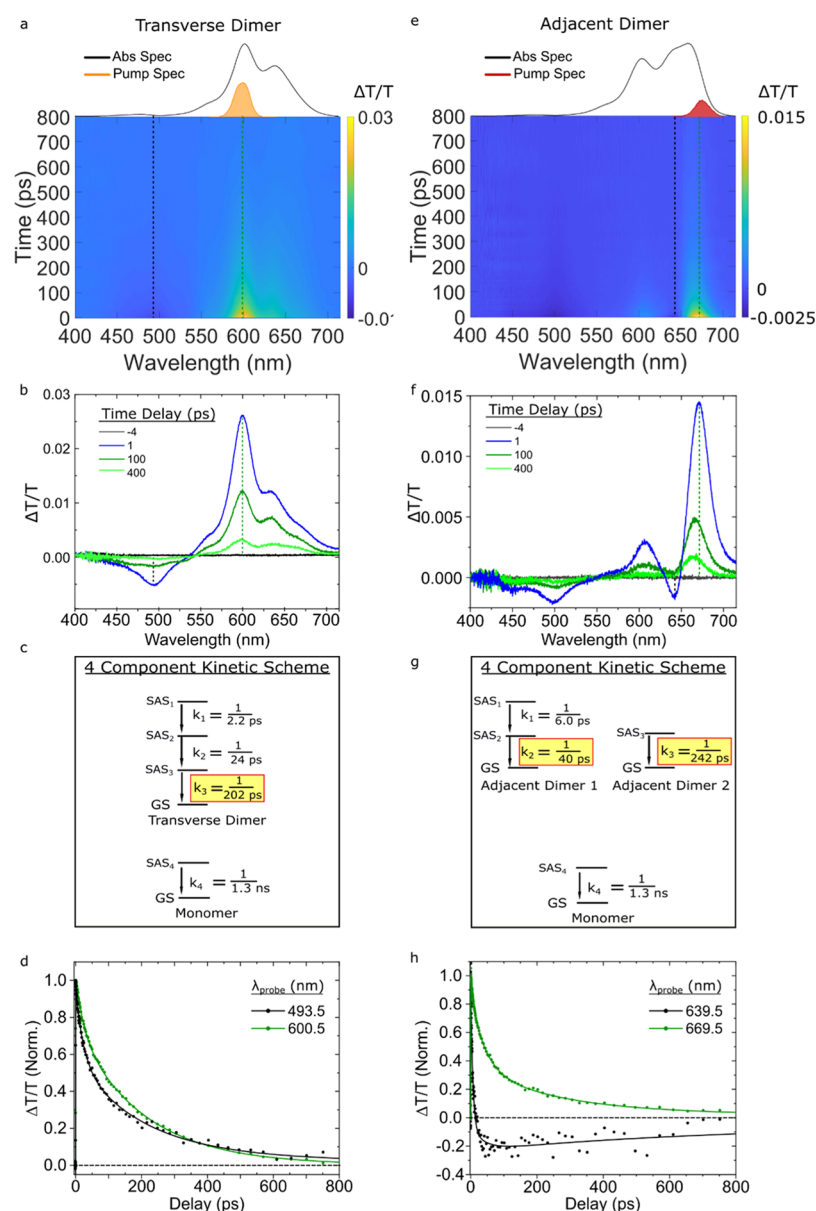 a
Transverse Dimer
Abs Spec
Pump Spec
ΔT/T
0.03
0
-0.0
800
700
600
500
400
300
200
100
0
Time (ps)
400 450 500 550 600 650 700
Wavelength (nm)
e
Adjacent Dimer
Abs Spec
Pump Spec
ΔT/T
0.015
0
-0.0025
800
700
600
500
400
300
200
100
0
Time (ps)
400 450 500 550 600 650 700
Wavelength (nm)
b
0.03
0.02
0.01
0.00
ΔT/T
Time Delay (ps)
-4
1
100
400
400 450 500 550 600 650 700
Wavelength (nm)
f
0.015
0.010
0.005
0.000
ΔT/T
Time Delay (ps)
-4
1
100
400
400 450 500 550 600 650 700
Wavelength (nm)
c
4 Component Kinetic Scheme
SAS1
k1 = 1/2.2 ps
SAS2
k2 = 1/24 ps
SAS3
k3 = 1/202 ps
GS
Transverse Dimer
SAS4
k4 = 1/1.3 ns
GS
Monomer
g
4 Component Kinetic Scheme
SAS1
k1 = 1/6.0 ps
SAS2
k2 = 1/40 ps
GS
Adjacent Dimer 1
SAS3
k3 = 1/242 ps
GS
Adjacent Dimer 2
SAS4
k4 = 1/1.3 ns
GS
Monomer
d
1.0
0.8
0.6
0.4
0.2
0.0
ΔT/T (Norm.)
λprobe (nm)
493.5
600.5
0 200 400 600 800
Delay (ps)
h
1.0
0.8
0.6
0.4
0.2
0.0
-0.2
-0.4
ΔT/T (Norm.)
λprobe (nm)
639.5
669.5
0 200 400 600 800
Delay (ps)